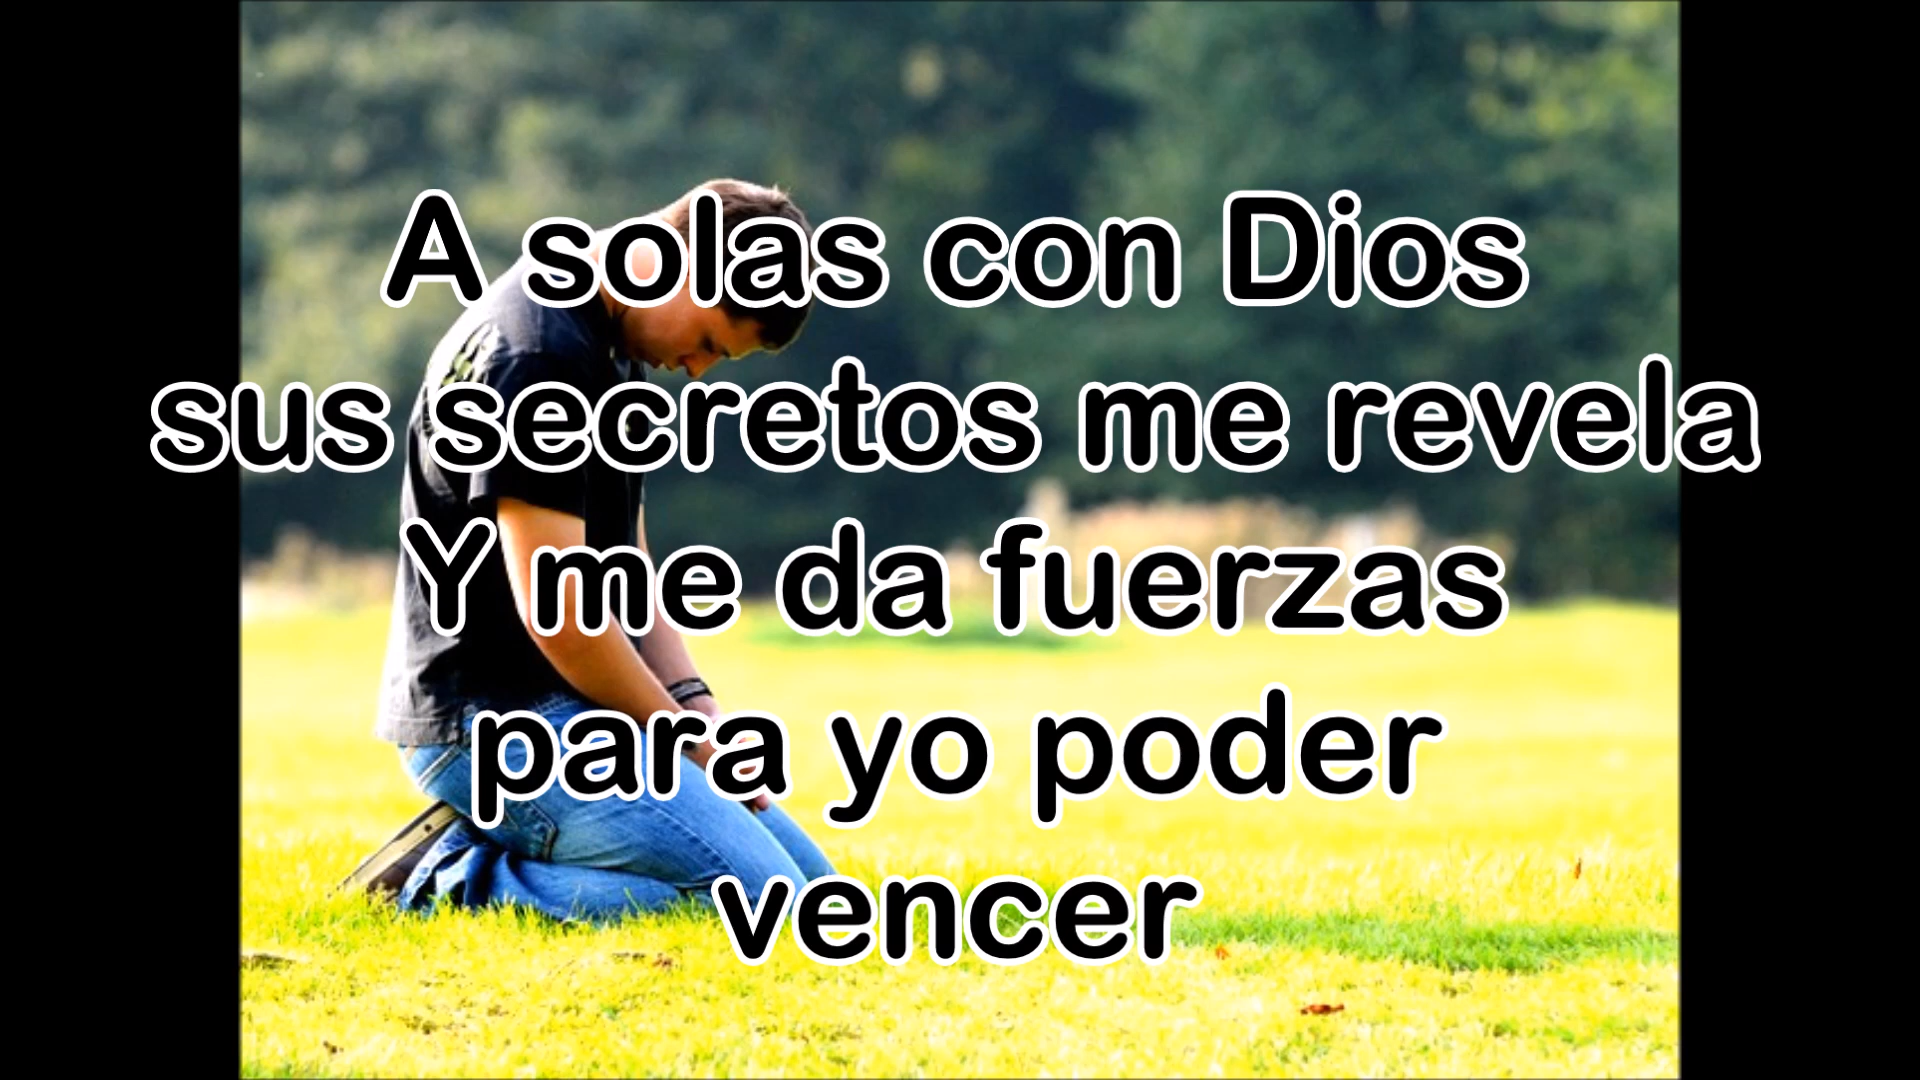 A solas con Dios
sus secretos me revela
Y me da fuerzas
para yo poder
vencer